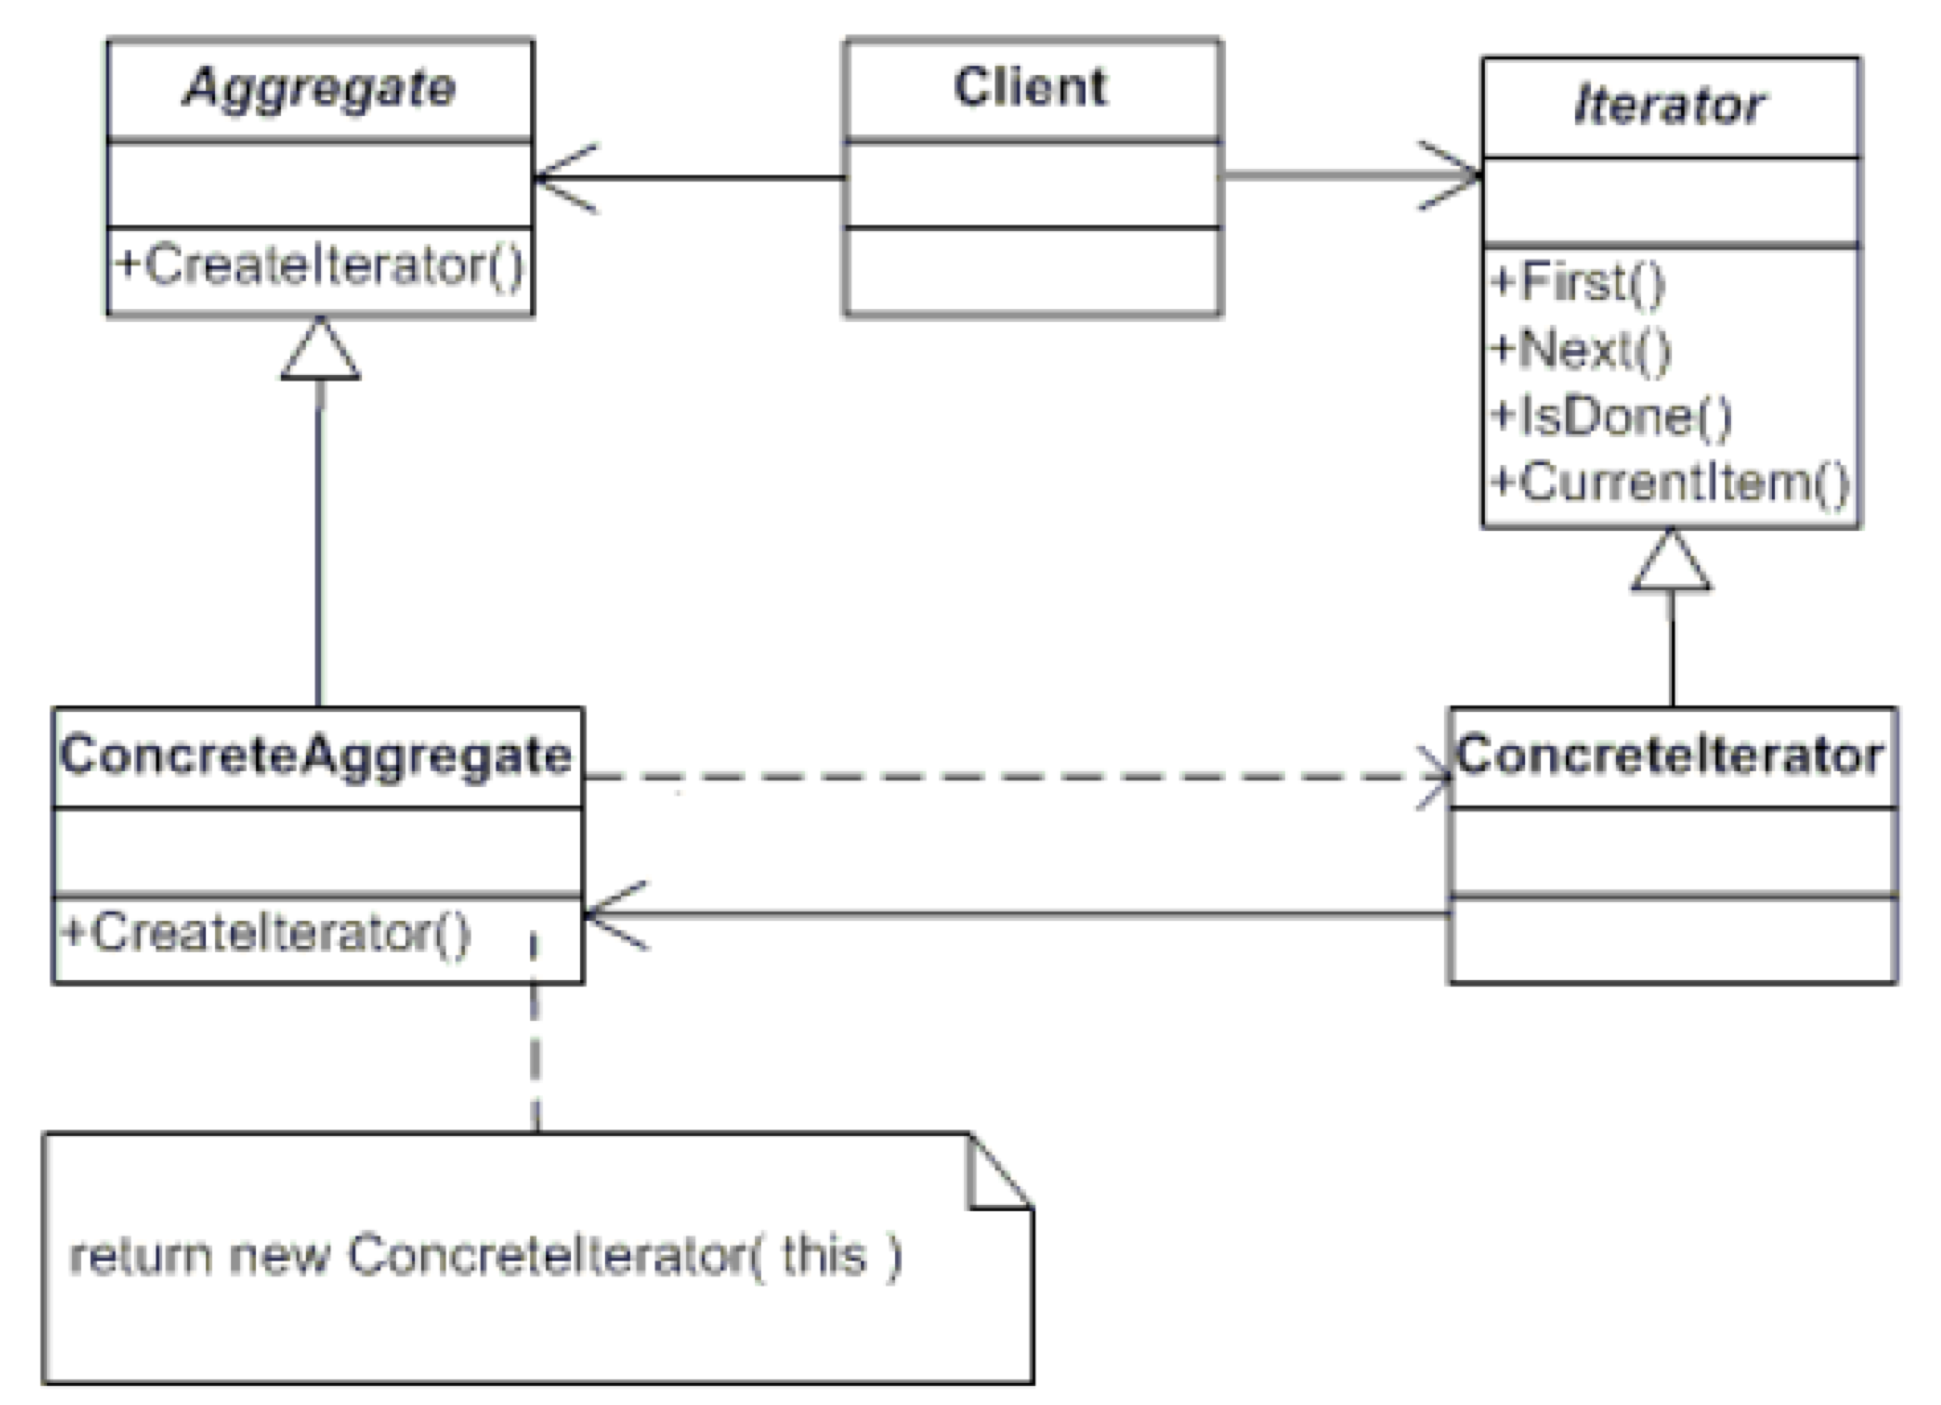 Aggregate
+CreateIterator()
Client
Iterator
+First()
+Next()
+IsDone()
+CurrentItem()
ConcreteAggregate
+CreateIterator()
ConcreteIterator
return new ConcreteIterator( this )